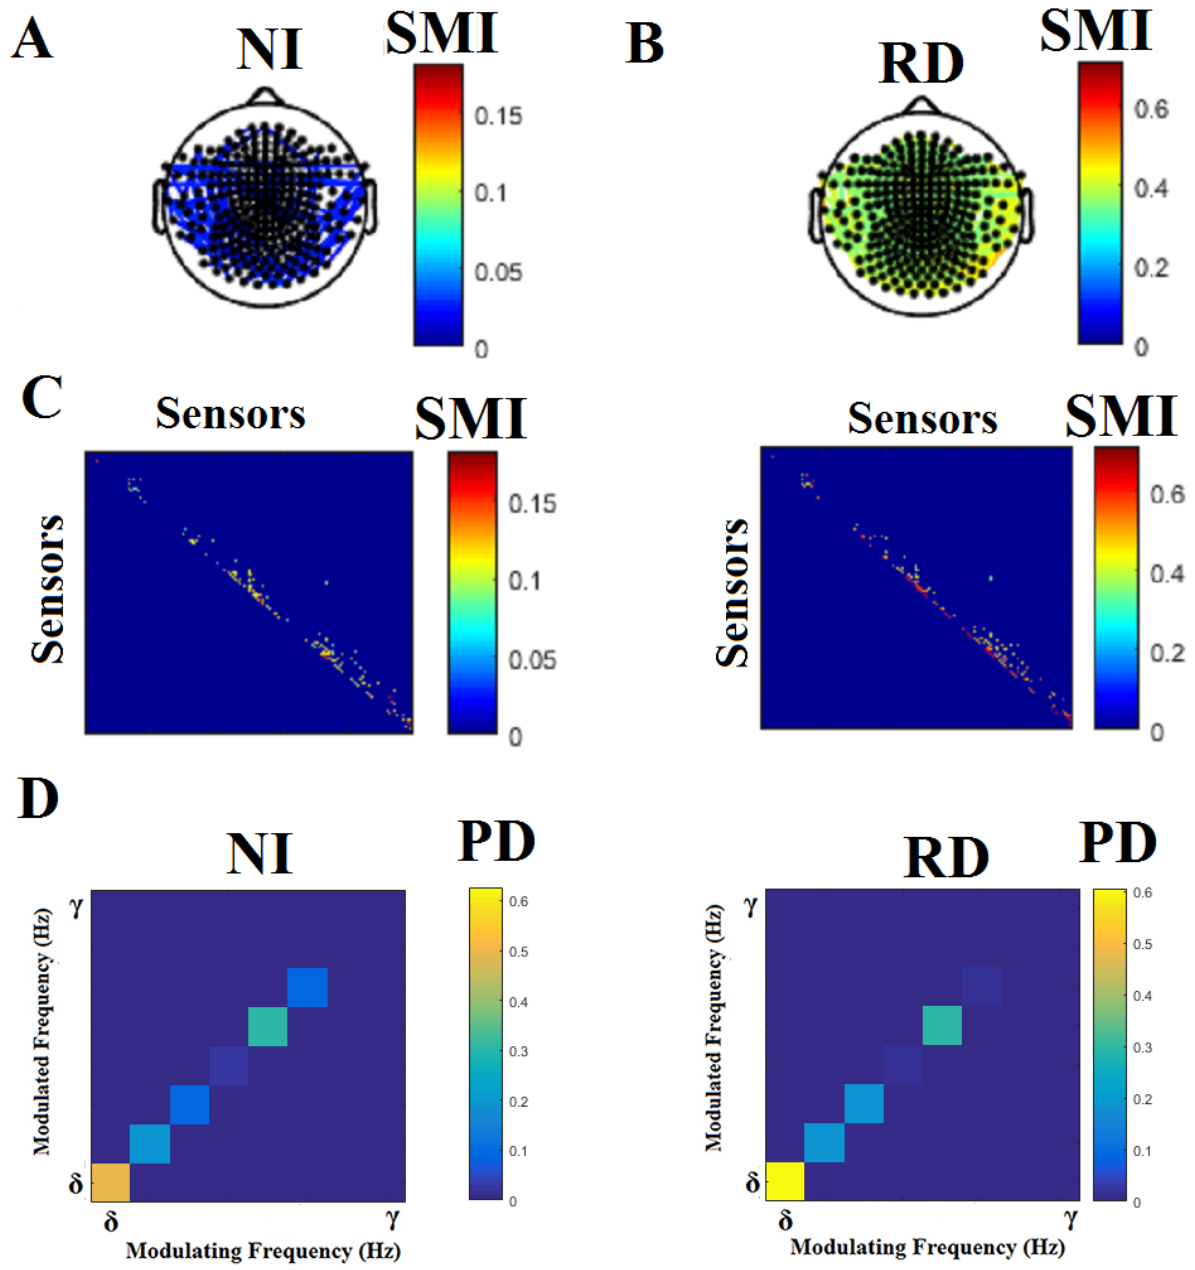 A
NI
SMI
0.15
0.1
0.05
0
B
RD
SMI
0.6
0.4
0.2
0
C
Sensors
SMI
Sensors
0.15
0.1
0.05
0
Sensors
SMI
Sensors
0.6
0.4
0.2
0
D
NI
PD
γ
Modulated Frequency (Hz)
δ
0.6
0.5
0.4
0.3
0.2
0.1
0
δ
γ
Modulating Frequency (Hz)
RD
PD
γ
Modulated Frequency (Hz)
δ
0.6
0.5
0.4
0.3
0.2
0.1
0
δ
γ
Modulating Frequency (Hz)